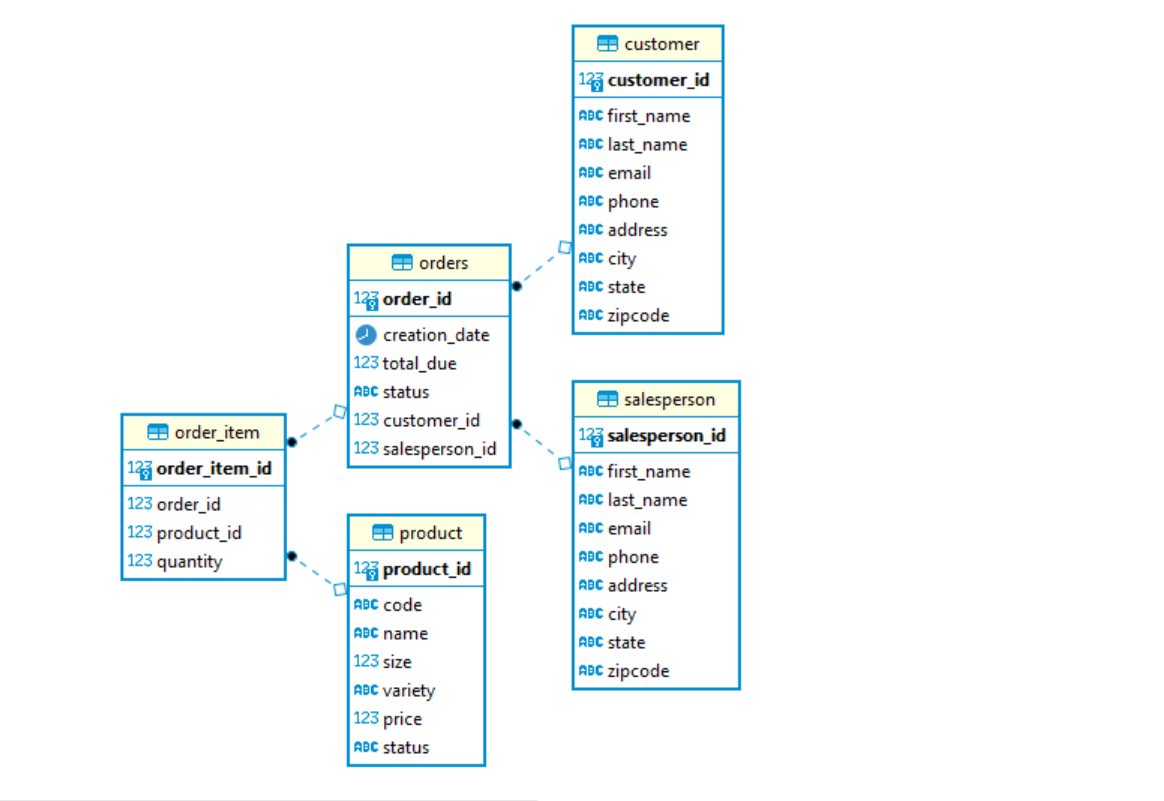 customer
123 customer_id
ABC first_name
ABC last_name
ABC email
ABC phone
ABC address
ABC city
ABC state
ABC zipcode
orders
123 order_id
creation_date
123 total_due
ABC status
123 customer_id
123 salesperson_id
salesperson
123 salesperson_id
ABC first_name
ABC last_name
ABC email
ABC phone
ABC address
ABC city
ABC state
ABC zipcode
order_item
123 order_item_id
123 order_id
123 product_id
123 quantity
product
123 product_id
ABC code
ABC name
123 size
ABC variety
123 price
ABC status